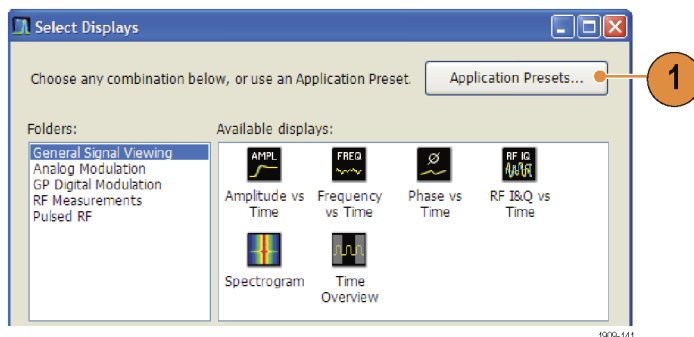 Select Displays
Choose any combination below, or use an Application Preset.
Application Presets...
1
Folders:
Available displays:
General Signal Viewing
Analog Modulation
GP Digital Modulation
RF Measurements
Pulsed RF
AMPL
FREQ
Ø
RF IQ
Amplitude vs
Time
Frequency
vs Time
Phase vs
Time
RF I&Q vs
Time
Spectrogram
Time
Overview
1909-141